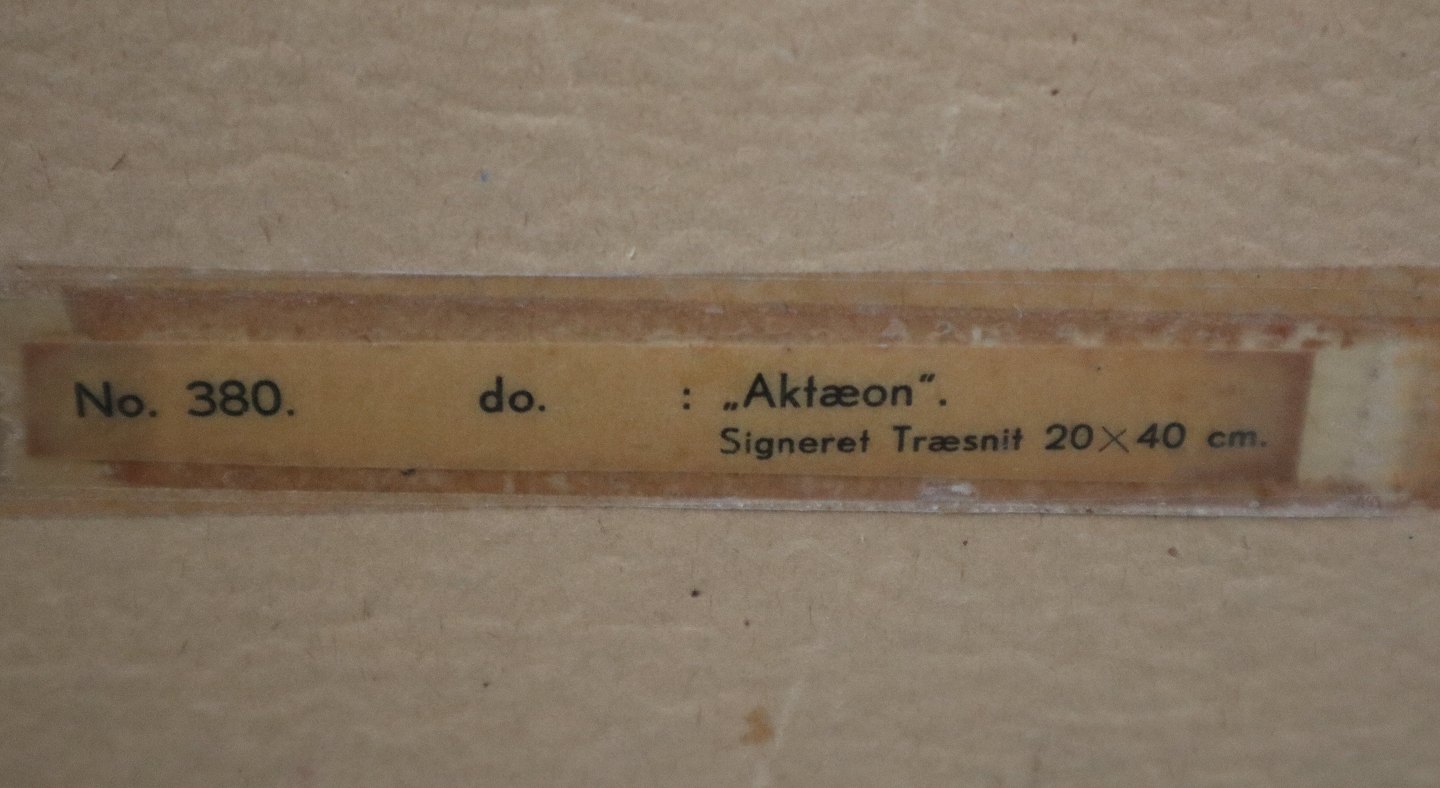 No. 380. do. : „Aktæon“.
Signeret Træsnit 20×40 cm.